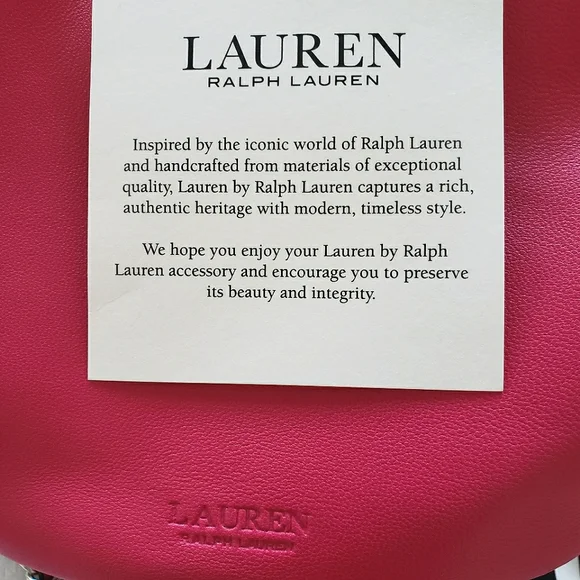 LAUREN
RALPH LAUREN
Inspired by the iconic world of Ralph Lauren
and handcrafted from materials of exceptional
quality, Lauren by Ralph Lauren captures a rich,
authentic heritage with modern, timeless style.
We hope you enjoy your Lauren by Ralph
Lauren accessory and encourage you to preserve
its beauty and integrity.
LAUREN
RALPH LAUREN